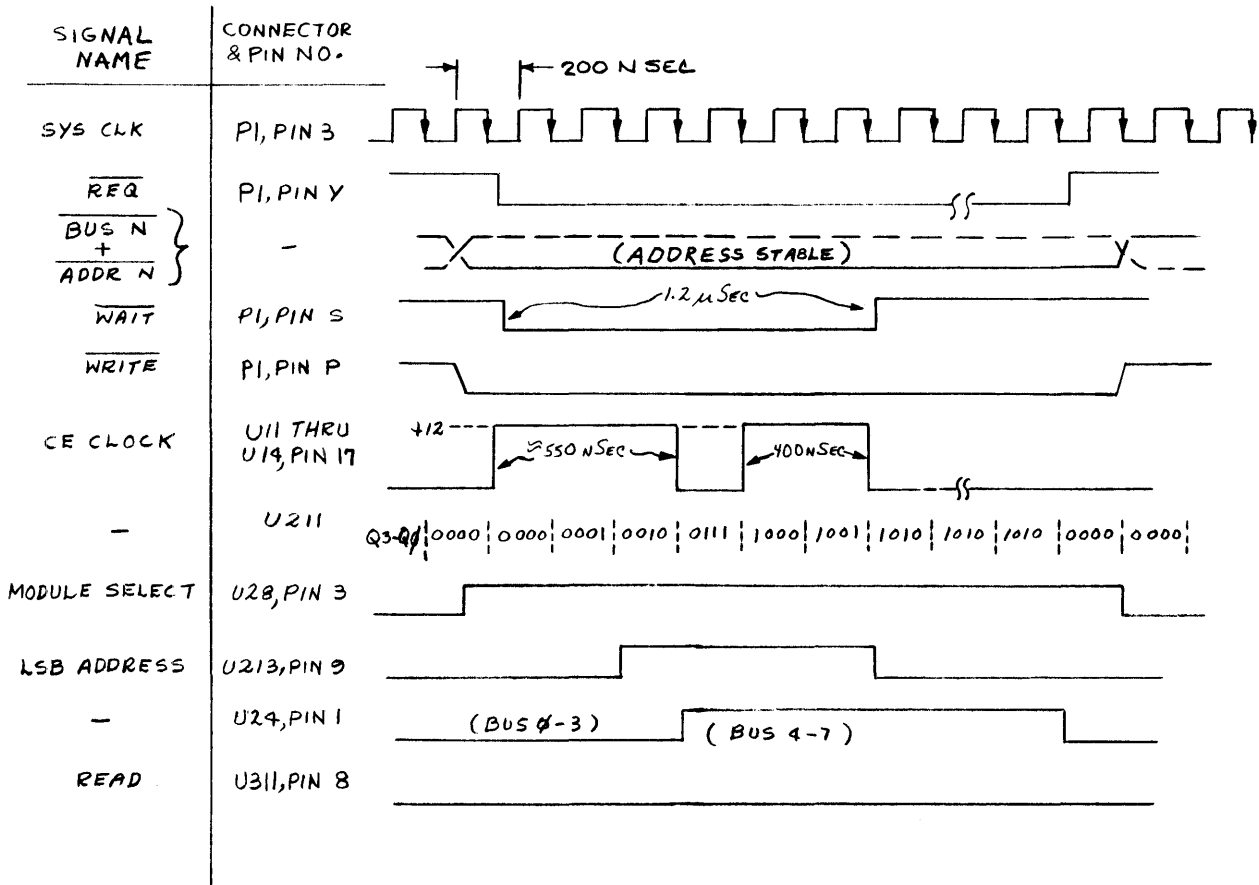 SIGNAL NAME
CONNECTOR & PIN NO.
200 N SEC
SYS CLK P1, PIN 3
REQ P1, PIN Y
BUS N + ADDR N } - (ADDRESS STABLE)
WAIT P1, PIN S 1.2 µSEC
WRITE P1, PIN P
CE CLOCK U11 THRU U14, PIN 17 +12 ≈550 NSEC 400NSEC
- U211 Q3-QØ 0000 0000 0001 0010 0111 1000 1001 1010 1010 1010 0000 0000
MODULE SELECT U28, PIN 3
LSB ADDRESS U213, PIN 9
- U24, PIN 1 (BUS Ø-3) (BUS 4-7)
READ U311, PIN 8